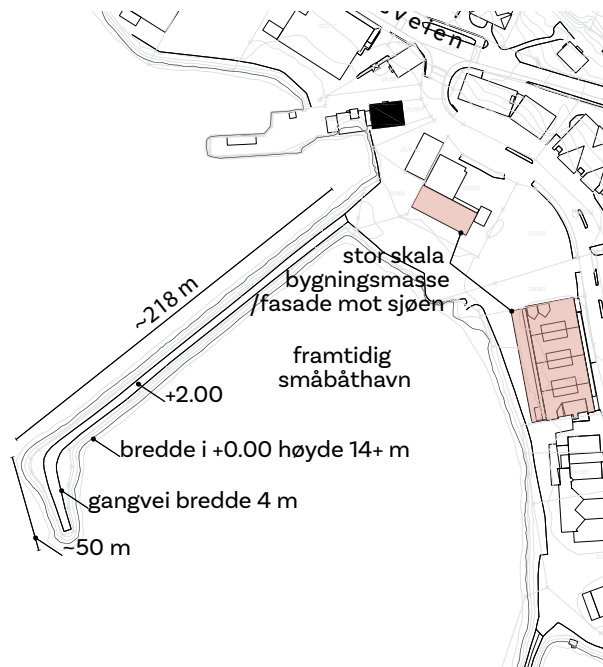 sveien
stor skala
bygningsmasse
/fasade mot sjøen
~218 m
framtidig
småbåthavn
+2.00
bredde i +0.00 høyde 14+ m
gangvei bredde 4 m
~50 m